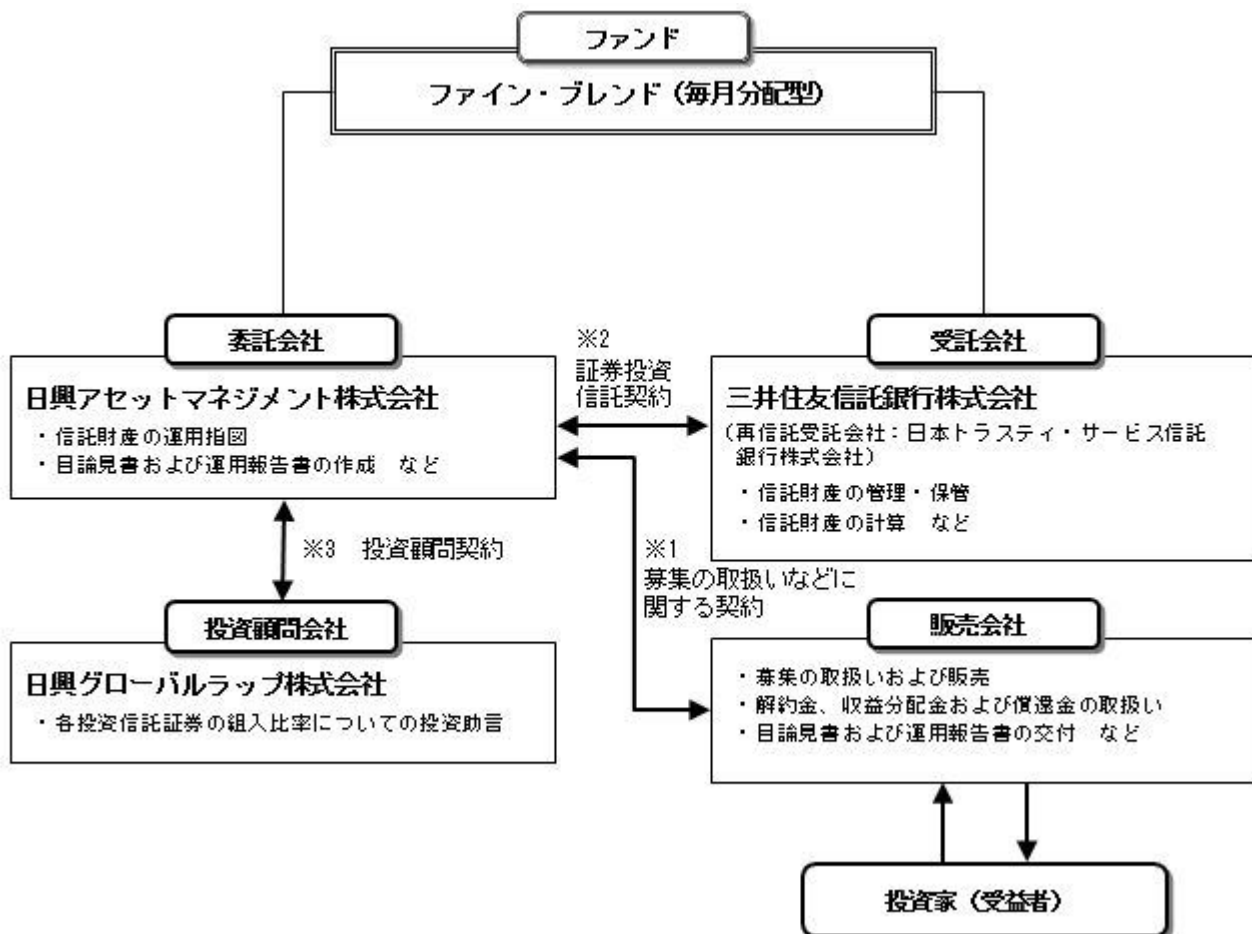 ファンド
ファイン・ブレンド（毎月分配型）
委託会社
日興アセットマネジメント株式会社
・信託財産の運用指図
・目論見書および運用報告書の作成　など
※2
証券投資
信託契約
受託会社
三井住友信託銀行株式会社
（再信託受託会社：日本トラスティ・サービス信託
銀行株式会社）
・信託財産の管理・保管
・信託財産の計算　など
※3　投資顧問契約
※1
募集の取扱いなどに
関する契約
投資顧問会社
日興グローバルラップ株式会社
・各投資信託証券の組入比率についての投資助言
販売会社
・募集の取扱いおよび販売
・解約金、収益分配金および償還金の取扱い
・目論見書および運用報告書の交付　など
投資家（受益者）